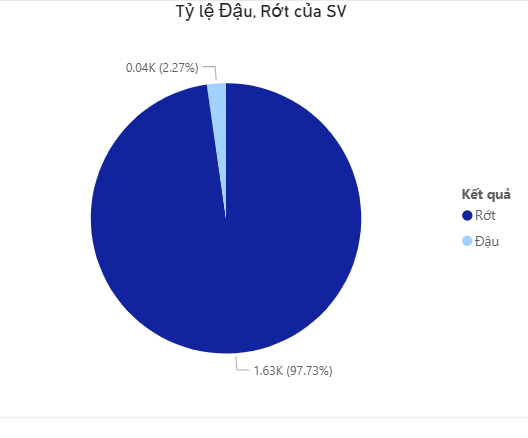 Tỷ lệ Đậu, Rớt của SV
0.04K (2.27%)
Kết quả
Rớt
Đậu
1.63K (97.73%)